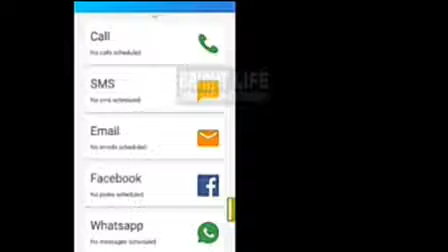 Call
No calls scheduled
SMS
No sms scheduled
Email
No emails scheduled
Facebook
No posts scheduled
Whatsapp
No messages scheduled